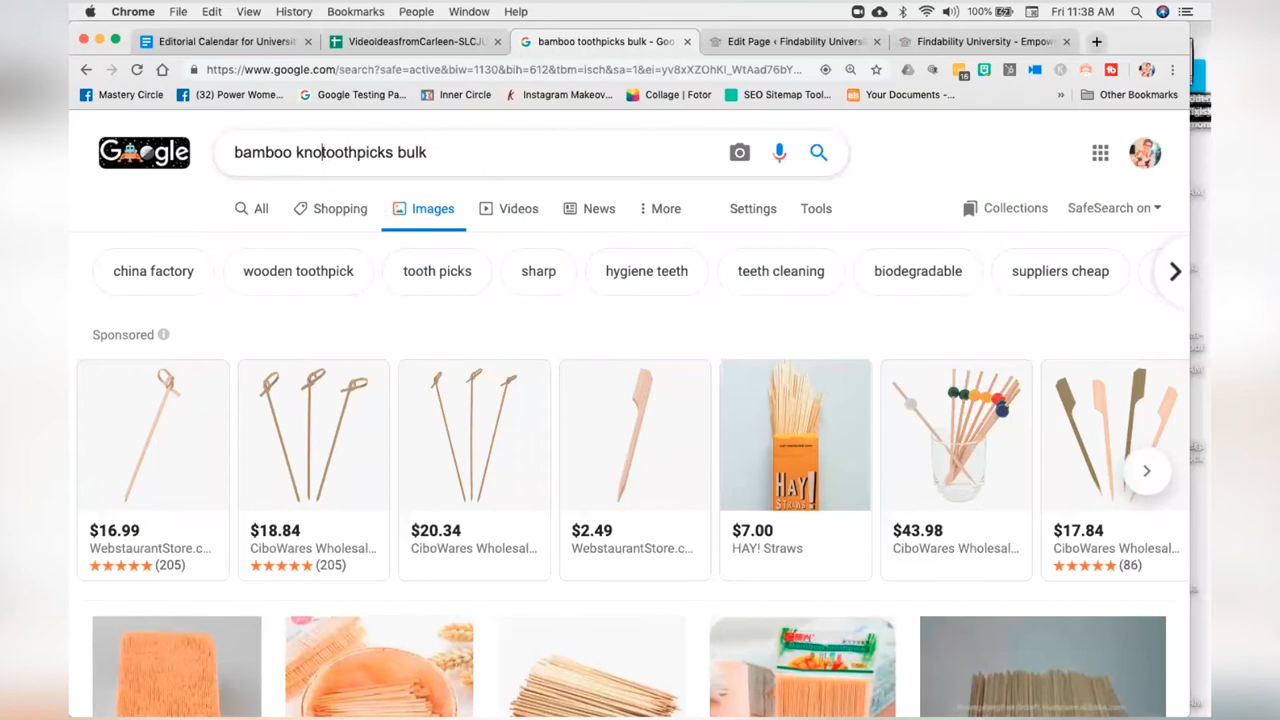 Chrome File Edit View History Bookmarks People Window Help 100% Fri 11:38 AM
Editorial Calendar for Universit
VideoIdeasfromCarleen-SLC.
bamboo toothpicks bulk - Goo
Edit Page ‹ Findability Universi
Findability University - Empow
https://www.google.com/search?safe=active&biw=1130&bih=612&tbm=isch&sa=1&ei=yv8xXZOhKI_WtAad76bY...
16
Mastery Circle
(32) Power Wome...
Google Testing Pa...
Inner Circle
Instagram Makeov...
Collage | Fotor
SEO Sitemap Tool...
Your Documents -...
»
Other Bookmarks
Google
bamboo knotoothpicks bulk
All Shopping Images Videos News More Settings Tools
Collections SafeSearch on
china factory
wooden toothpick
tooth picks
sharp
hygiene teeth
teeth cleaning
biodegradable
suppliers cheap
Sponsored
HAY!
STRAWS
$16.99
WebstaurantStore.c...
(205)
$18.84
CiboWares Wholesal...
(205)
$20.34
CiboWares Wholesal...
$2.49
WebstaurantStore.c...
$7.00
HAY! Straws
$43.98
CiboWares Wholesal...
$17.84
CiboWares Wholesal...
(86)